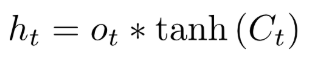 h_t = o_t * tanh (C_t)